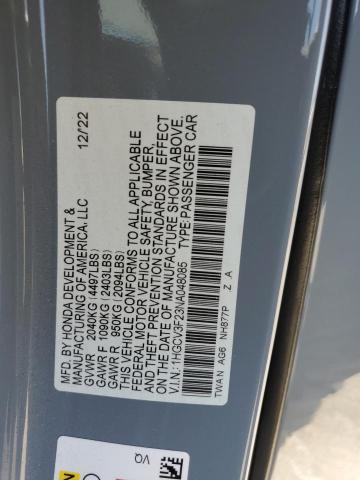 MFD. BY HONDA DEVELOPMENT &
MANUFACTURING OF AMERICA, LLC 12/22
GVWR 2040KG (4497LBS)
GAWR F 1090KG (2403LBS)
GAWR R 950KG (2094LBS)
THIS VEHICLE CONFORMS TO ALL APPLICABLE
FEDERAL MOTOR VEHICLE SAFETY, BUMPER,
AND THEFT PREVENTION STANDARDS IN EFFECT
ON THE DATE OF MANUFACTURE SHOWN ABOVE.
V.I.N.: 1HGCV3F23NA048085 TYPE: PASSENGER CAR
TWAN AG6 NH877P Z A
VQ